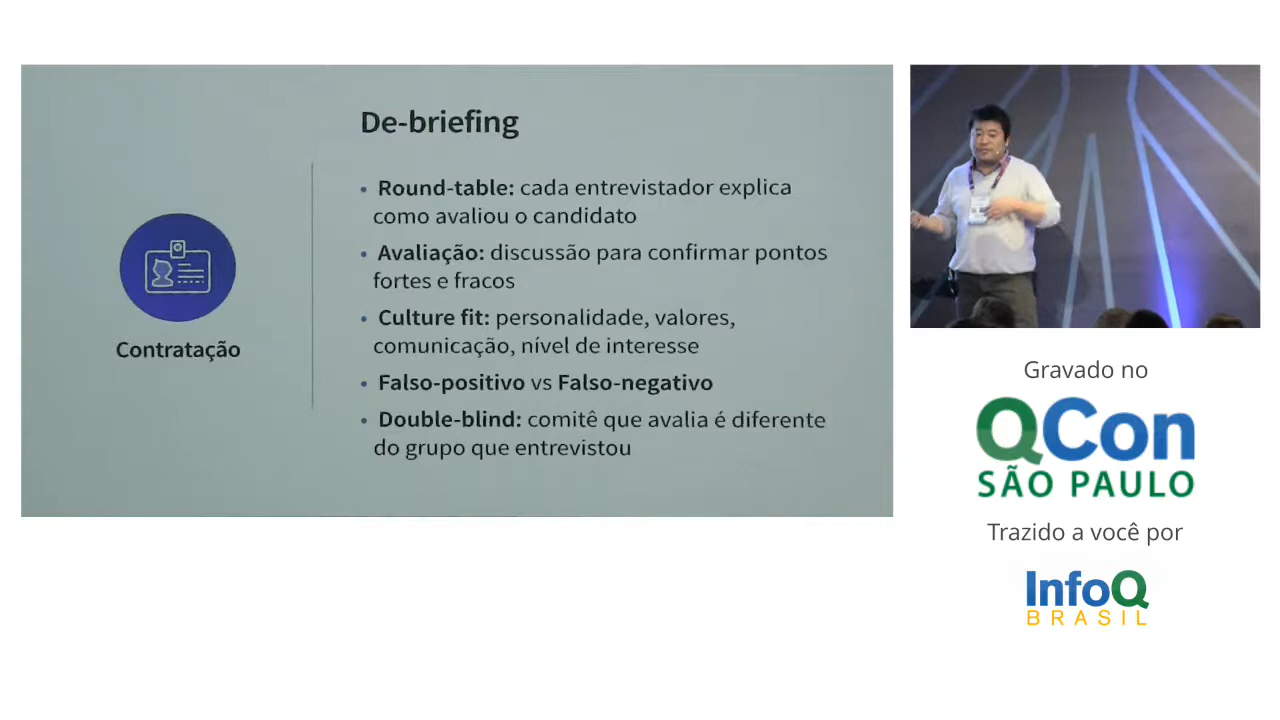 De-briefing
• Round-table: cada entrevistador explica
como avaliou o candidato
• Avaliação: discussão para confirmar pontos
fortes e fracos
• Culture fit: personalidade, valores,
comunicação, nível de interesse
• Falso-positivo vs Falso-negativo
• Double-blind: comitê que avalia é diferente
do grupo que entrevistou
Contratação
Gravado no
QCon
SÃO PAULO
Trazido a você por
InfoQ
BRASIL